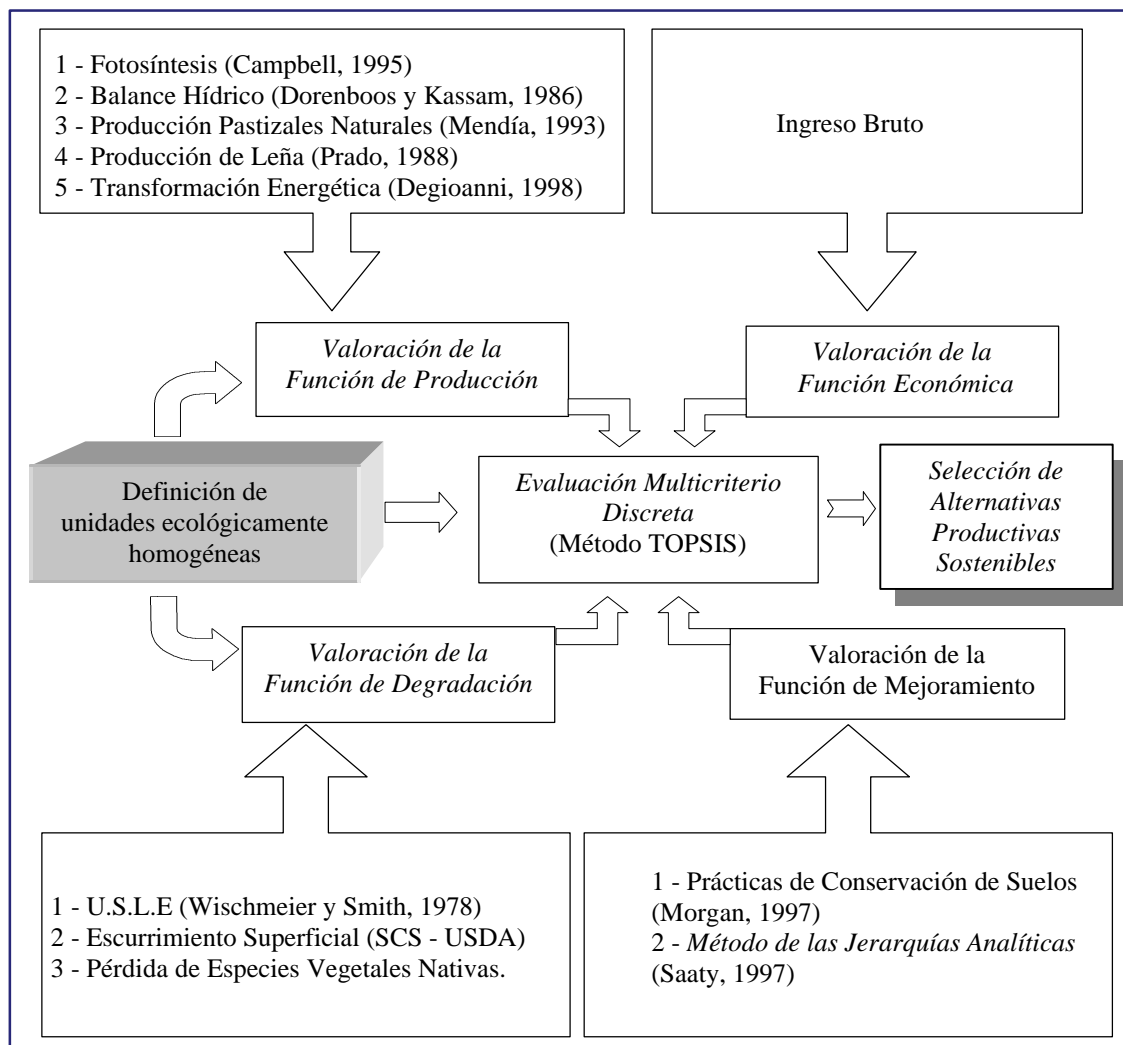 1 - Fotosíntesis (Campbell, 1995)
2 - Balance Hídrico (Dorenboos y Kassam, 1986)
3 - Producción Pastizales Naturales (Mendía, 1993)
4 - Producción de Leña (Prado, 1988)
5 - Transformación Energética (Degioanni, 1998)
Ingreso Bruto
Valoración de la
Función de Producción
Valoración de la
Función Económica
Definición de
unidades ecológicamente
homogéneas
Evaluación Multicriterio
Discreta
(Método TOPSIS)
Selección de
Alternativas
Productivas
Sostenibles
Valoración de la
Función de Degradación
Valoración de la
Función de Mejoramiento
1 - U.S.L.E (Wischmeier y Smith, 1978)
2 - Escurrimiento Superficial (SCS - USDA)
3 - Pérdida de Especies Vegetales Nativas.
1 - Prácticas de Conservación de Suelos
(Morgan, 1997)
2 - Método de las Jerarquías Analíticas
(Saaty, 1997)